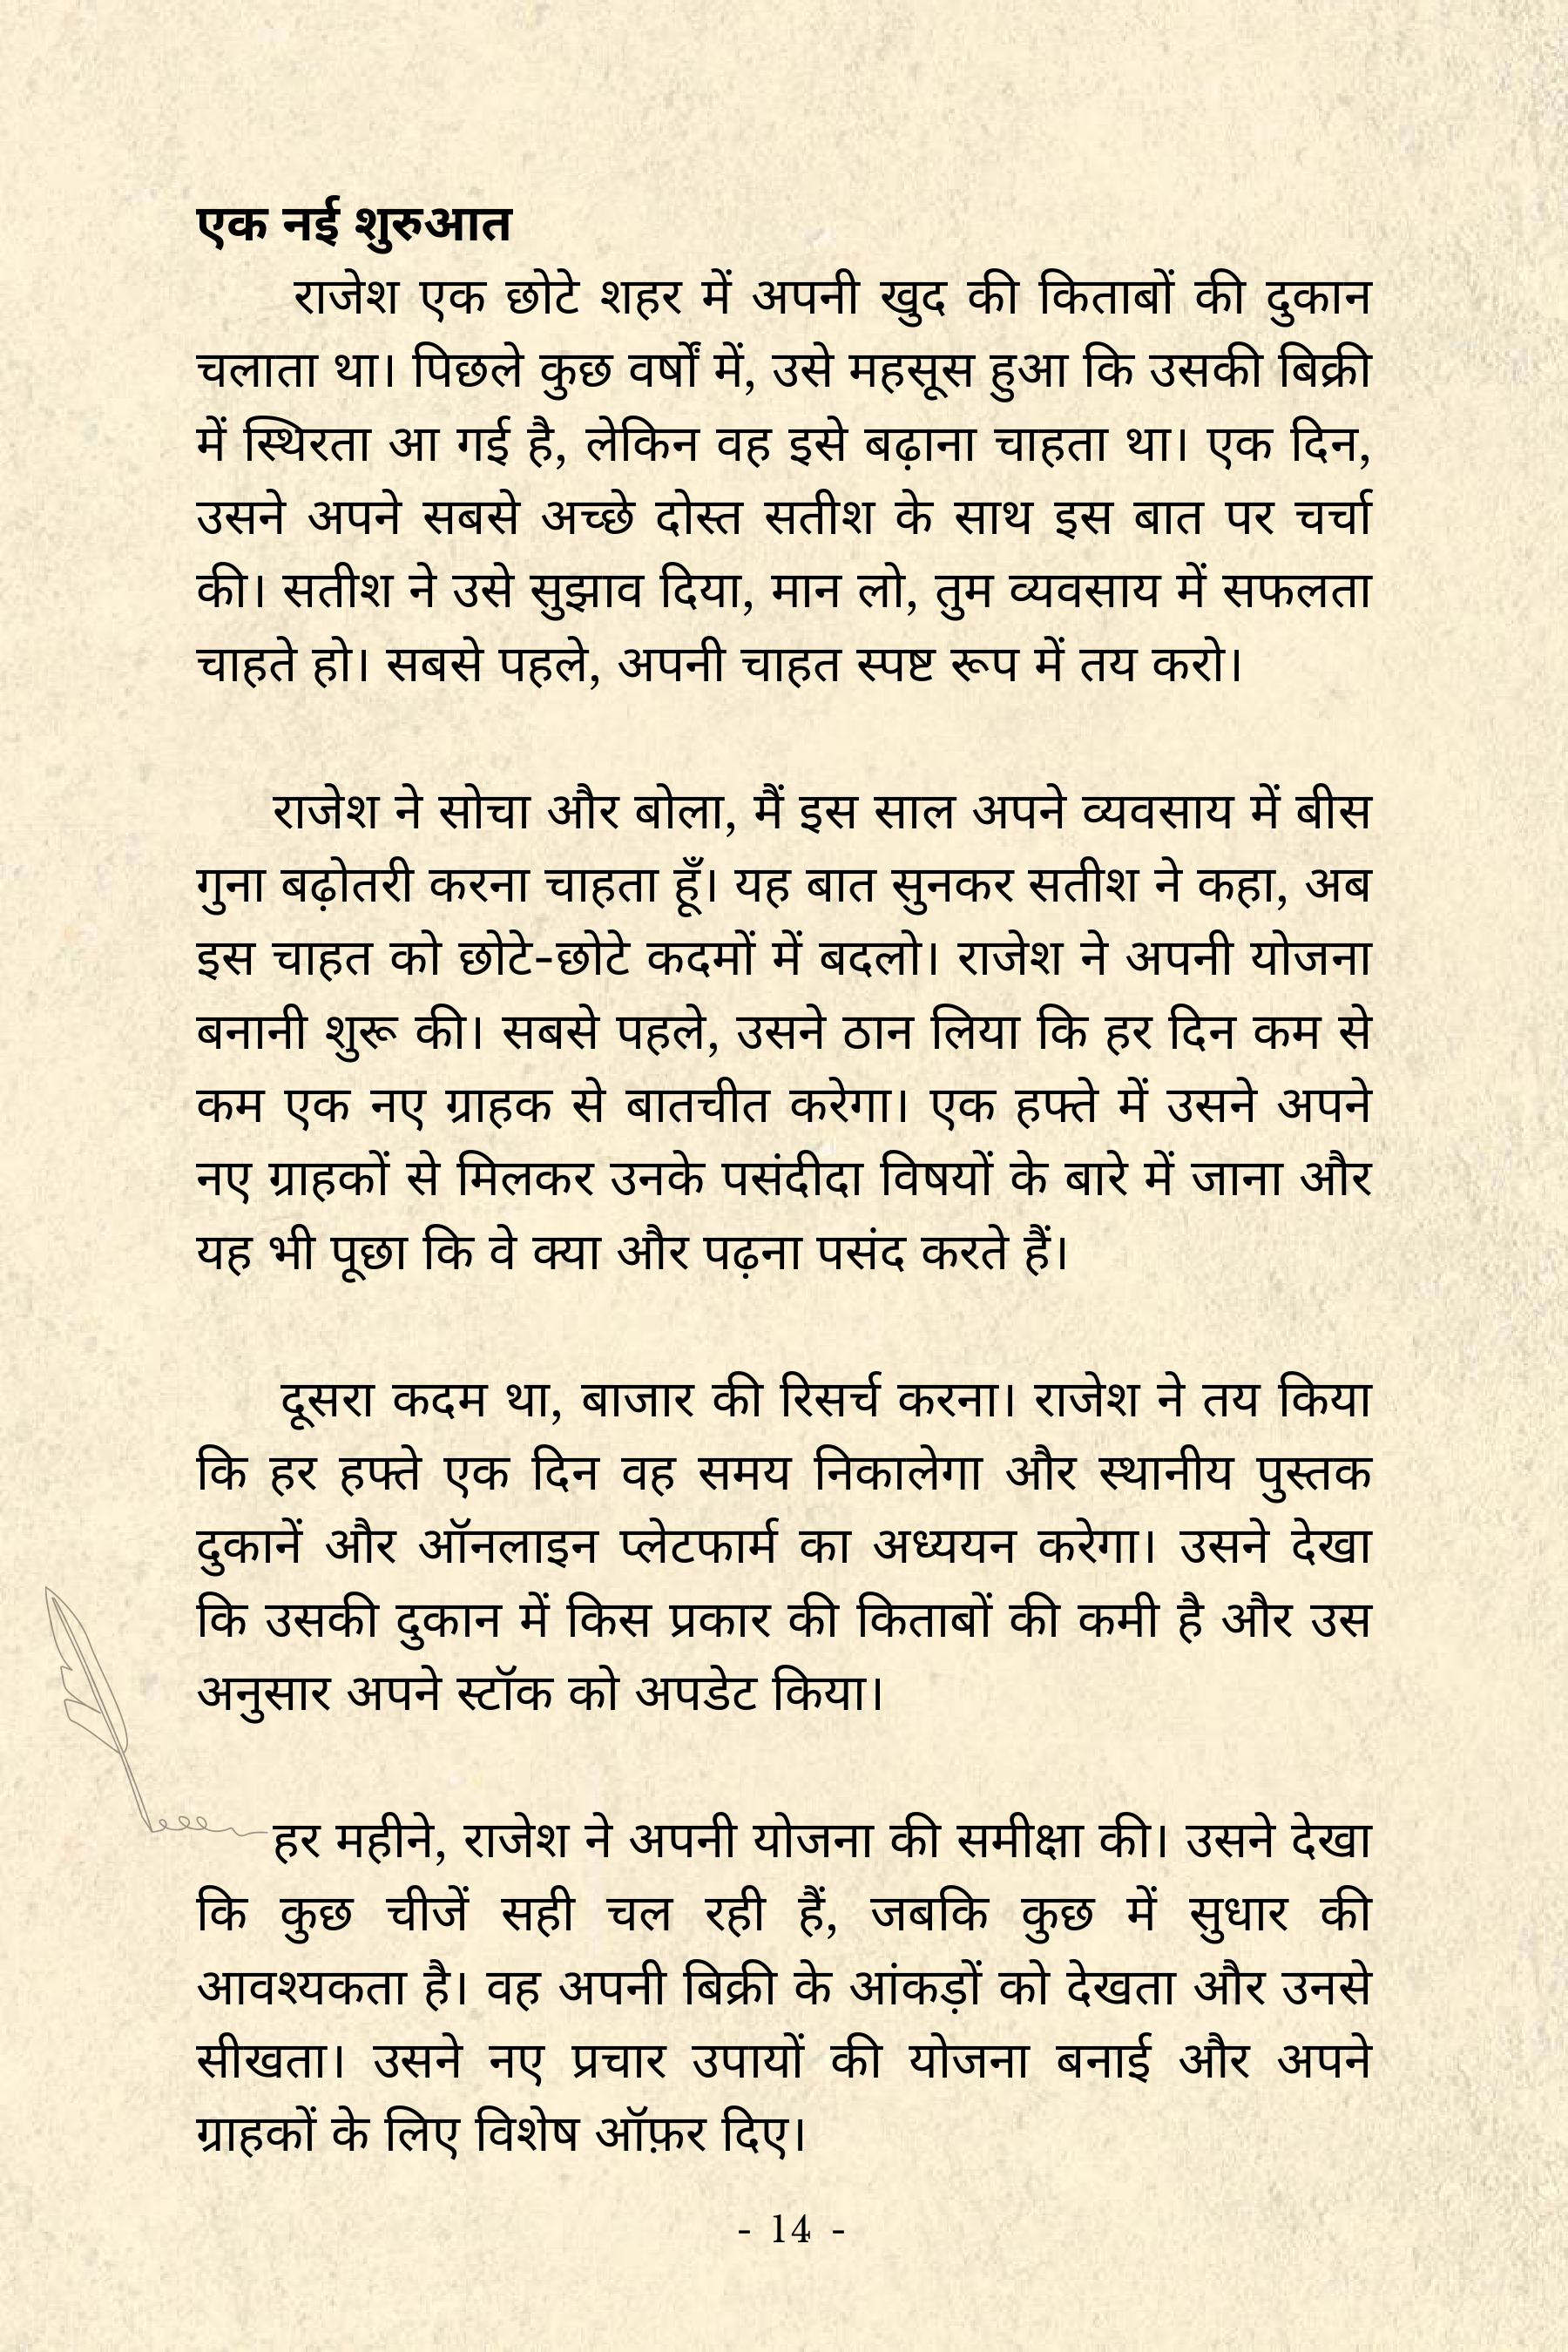 एक नई शुरुआत
राजेश एक छोटे शहर में अपनी खुद की किताबों की दुकान
चलाता था। पिछले कुछ वर्षों में, उसे महसूस हुआ कि उसकी बिक्री
में स्थिरता आ गई है, लेकिन वह इसे बढ़ाना चाहता था। एक दिन,
उसने अपने सबसे अच्छे दोस्त सतीश के साथ इस बात पर चर्चा
की। सतीश ने उसे सुझाव दिया, मान लो, तुम व्यवसाय में सफलता
चाहते हो। सबसे पहले, अपनी चाहत स्पष्ट रूप में तय करो।
राजेश ने सोचा और बोला, मैं इस साल अपने व्यवसाय में बीस
गुना बढ़ोतरी करना चाहता हूँ। यह बात सुनकर सतीश ने कहा, अब
इस चाहत को छोटे-छोटे कदमों में बदलो। राजेश ने अपनी योजना
बनानी शुरू की। सबसे पहले, उसने ठान लिया कि हर दिन कम से
कम एक नए ग्राहक से बातचीत करेगा। एक हफ्ते में उसने अपने
नए ग्राहकों से मिलकर उनके पसंदीदा विषयों के बारे में जाना और
यह भी पूछा कि वे क्या और पढ़ना पसंद करते हैं।
दूसरा कदम था, बाजार की रिसर्च करना। राजेश ने तय किया
कि हर हफ्ते एक दिन वह समय निकालेगा और स्थानीय पुस्तक
दुकानें और ऑनलाइन प्लेटफार्म का अध्ययन करेगा। उसने देखा
कि उसकी दुकान में किस प्रकार की किताबों की कमी है और उस
अनुसार अपने स्टॉक को अपडेट किया।
हर महीने, राजेश ने अपनी योजना की समीक्षा की। उसने देखा
कि कुछ चीजें सही चल रही हैं, जबकि कुछ में सुधार की
आवश्यकता है। वह अपनी बिक्री के आंकड़ों को देखता और उनसे
सीखता। उसने नए प्रचार उपायों की योजना बनाई और अपने
ग्राहकों के लिए विशेष ऑफ़र दिए।
- 14 -